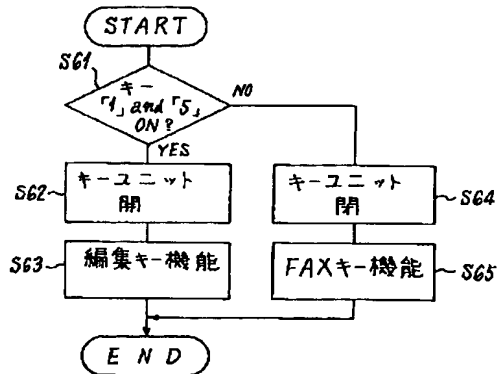 START
S61
キー
「1」and「5」
ON?
NO
YES
S62
キーユニット
開
キーユニット
閉
S64
S63
編集キー機能
FAXキー機能
S65
END